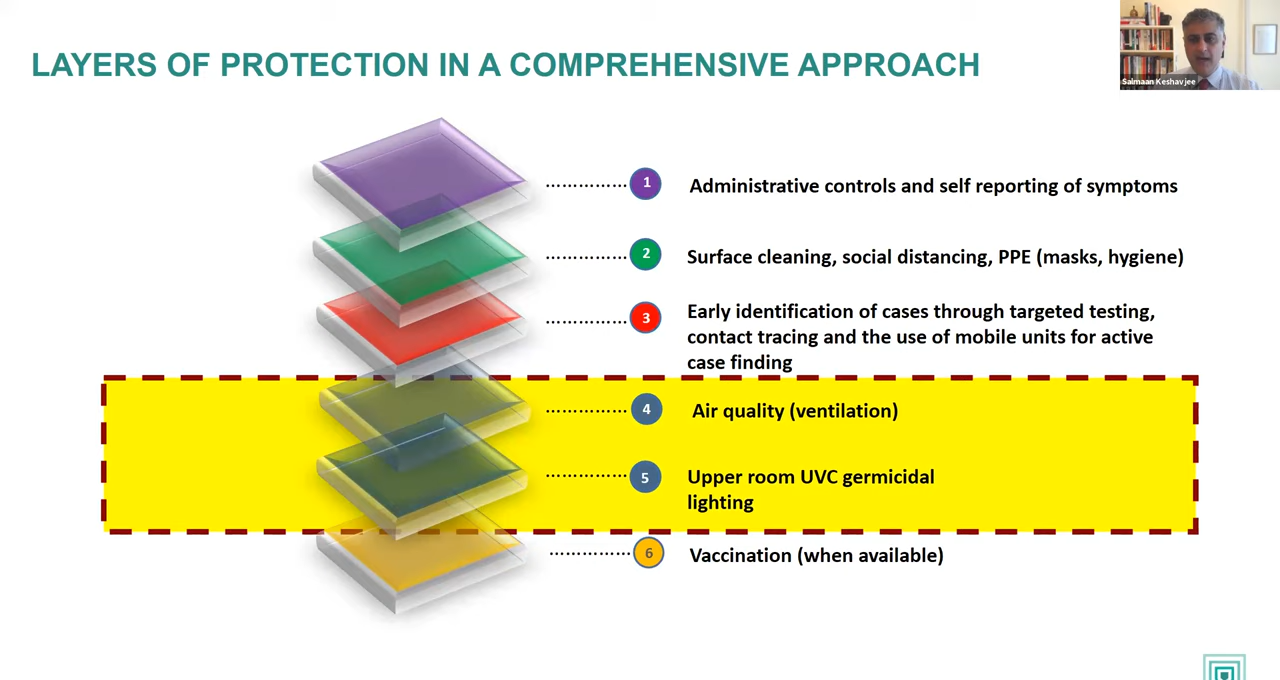 LAYERS OF PROTECTION IN A COMPREHENSIVE APPROACH
Salmaan Keshavjee
1 Administrative controls and self reporting of symptoms
2 Surface cleaning, social distancing, PPE (masks, hygiene)
3 Early identification of cases through targeted testing,
contact tracing and the use of mobile units for active
case finding
4 Air quality (ventilation)
5 Upper room UVC germicidal
lighting
6 Vaccination (when available)